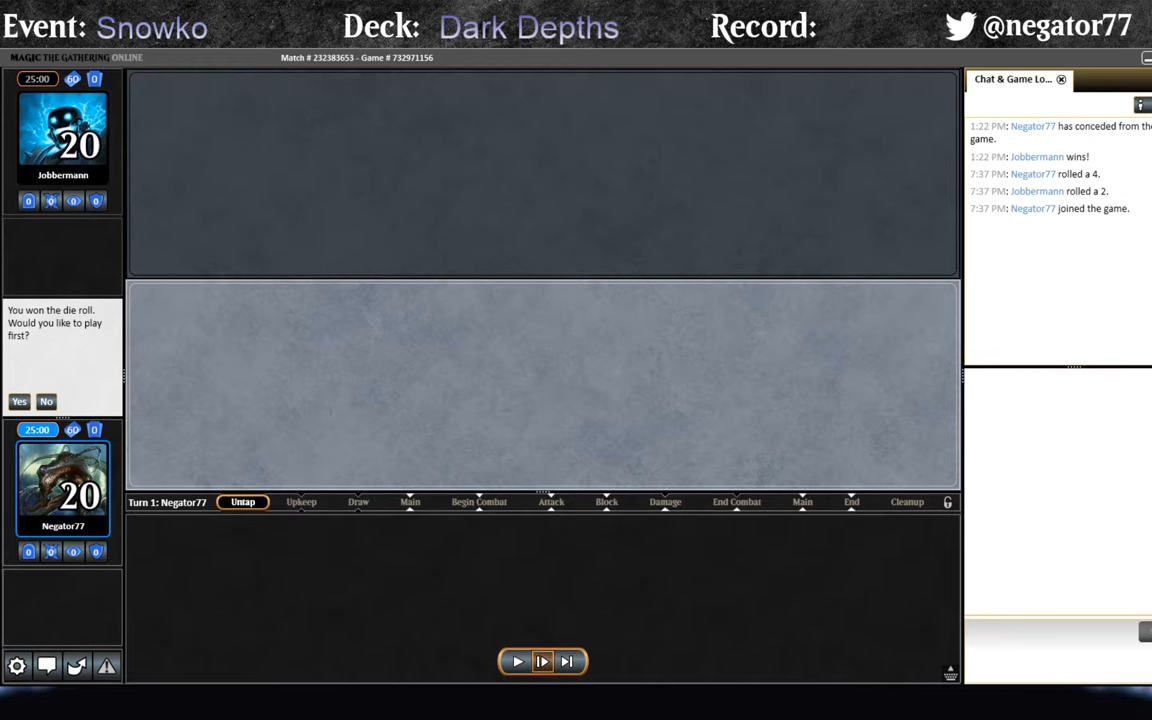 Event: Snowko Deck: Dark Depths Record: @negator77
MAGIC THE GATHERING ONLINE Match # 232383653 - Game # 732971156
25:00 60 0
20
Jobbermann
0 0 0 0
Chat & Game Lo...
1:22 PM: Negator77 has conceded from the
game.
1:22 PM: Jobbermann wins!
7:37 PM: Negator77 rolled a 4.
7:37 PM: Jobbermann rolled a 2.
7:37 PM: Negator77 joined the game.
You won the die roll.
Would you like to play
first?
Yes No
25:00 60 0
20
Negator77
0 0 0 0
Turn 1: Negator77 Untap Upkeep Draw Main Begin Combat Attack Block Damage End Combat Main End Cleanup